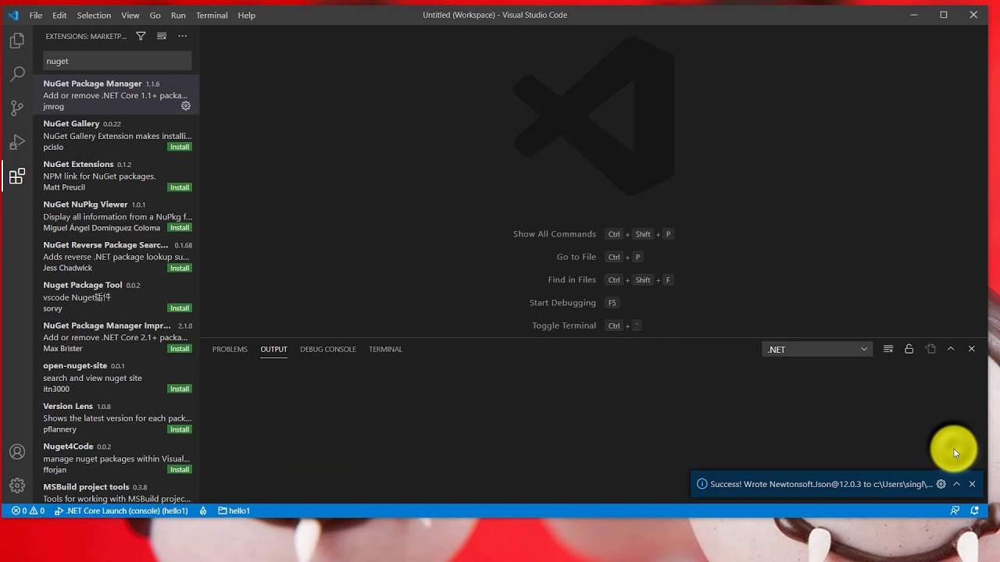 File Edit Selection View Go Run Terminal Help
Untitled (Workspace) - Visual Studio Code
EXTENSIONS: MARKETP...
nuget
NuGet Package Manager 1.1.6
Add or remove .NET Core 1.1+ packa...
jmrog
NuGet Gallery 0.0.22
NuGet Gallery Extension makes installi...
pcislo Install
NuGet Extensions 0.1.2
NPM link for NuGet packages.
Matt Preucil Install
NuGet NuPkg Viewer 1.0.1
Display all information from a NuPkg f...
Miguel Ángel Domínguez Coloma Install
NuGet Reverse Package Searc... 0.1.68
Adds reverse .NET package lookup su...
Jess Chadwick Install
Nuget Package Tool 0.0.2
vscode Nuget插件
sorvy Install
NuGet Package Manager Impr... 2.1.0
Add or remove .NET Core 2.1+ packa...
Max Brister Install
open-nuget-site 0.0.1
search and view nuget site
itn3000 Install
Version Lens 1.0.8
Shows the latest version for each pack...
pflannery Install
Nuget4Code 0.0.2
manage nuget packages within Visual...
fforjan Install
MSBuild project tools 0.3.8
Tools for working with MSBuild projec...
Show All Commands Ctrl + Shift + P
Go to File Ctrl + P
Find in Files Ctrl + Shift + F
Start Debugging F5
Toggle Terminal Ctrl + `
PROBLEMS OUTPUT DEBUG CONSOLE TERMINAL .NET
Success! Wrote Newtonsoft.Json@12.0.3 to c:\Users\singl\...
0 0 .NET Core Launch (console) (hello1) hello1